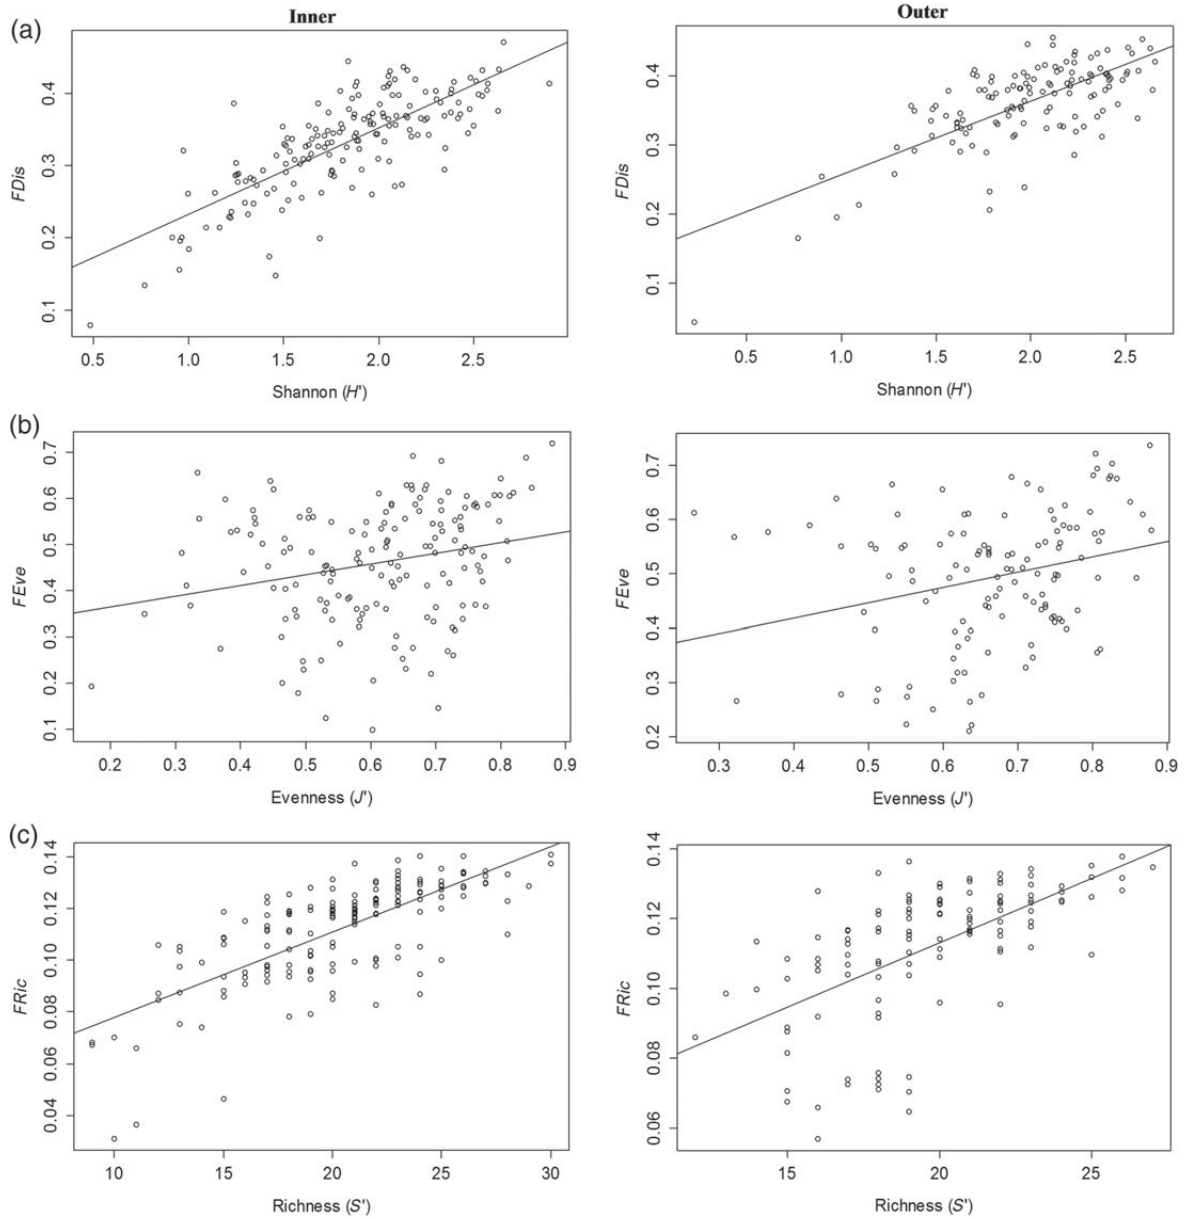 Inner
Outer
(a)
FDis
0.4
0.3
0.2
0.1
0.5 1.0 1.5 2.0 2.5
Shannon (H')
FDis
0.4
0.3
0.2
0.1
0.5 1.0 1.5 2.0 2.5
Shannon (H')
(b)
FEve
0.7
0.6
0.5
0.4
0.3
0.2
0.1
0.2 0.3 0.4 0.5 0.6 0.7 0.8 0.9
Evenness (J')
FEve
0.7
0.6
0.5
0.4
0.3
0.2
0.3 0.4 0.5 0.6 0.7 0.8 0.9
Evenness (J')
(c)
FRic
0.14
0.12
0.10
0.08
0.06
0.04
10 15 20 25 30
Richness (S')
FRic
0.14
0.12
0.10
0.08
0.06
15 20 25
Richness (S')